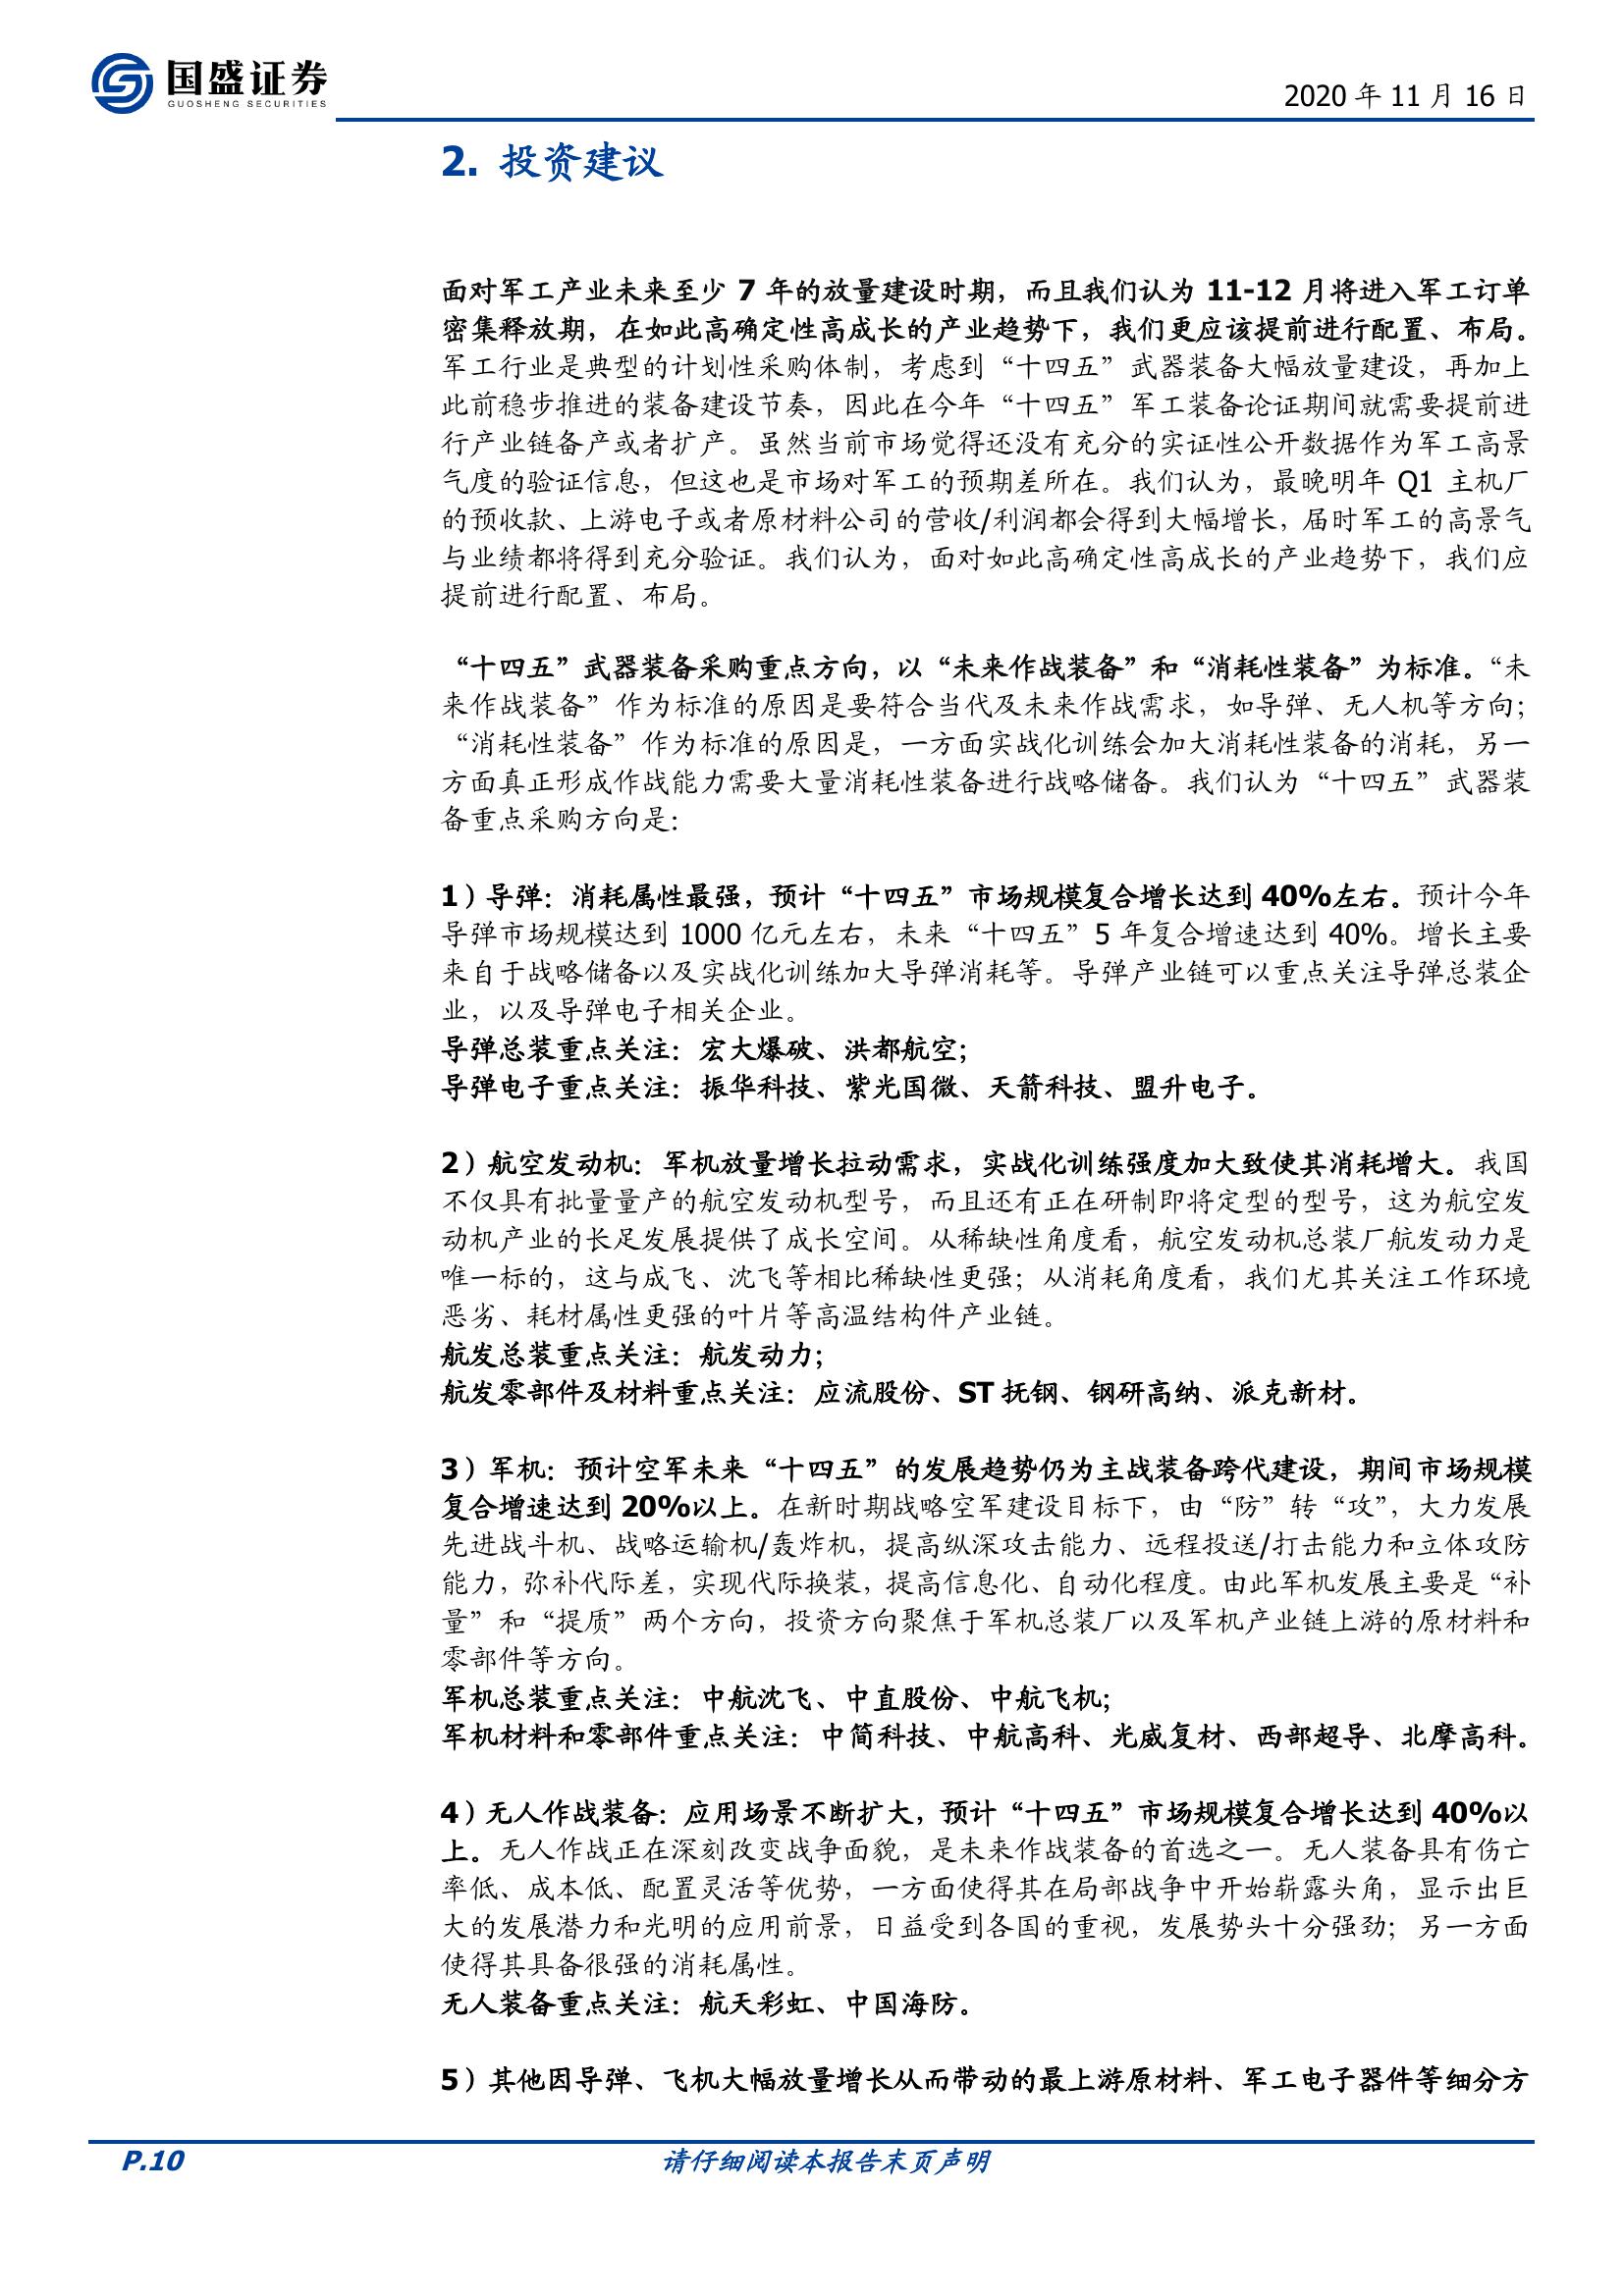 国盛证券
GUOSHENG SECURITIES
2020 年 11 月 16 日
2. 投资建议
面对军工产业未来至少 7 年的放量建设时期，而且我们认为 11-12 月将进入军工订单
密集释放期，在如此高确定性高成长的产业趋势下，我们更应该提前进行配置、布局。
军工行业是典型的计划性采购体制，考虑到“十四五”武器装备大幅放量建设，再加上
此前稳步推进的装备建设节奏，因此在今年“十四五”军工装备论证期间就需要提前进
行产业链备产或者扩产。虽然当前市场觉得还没有充分的实证性公开数据作为军工高景
气度的验证信息，但这也是市场对军工的预期差所在。我们认为，最晚明年 Q1 主机厂
的预收款、上游电子或者原材料公司的营收/利润都会得到大幅增长，届时军工的高景气
与业绩都将得到充分验证。我们认为，面对如此高确定性高成长的产业趋势下，我们应
提前进行配置、布局。
“十四五”武器装备采购重点方向，以“未来作战装备”和“消耗性装备”为标准。“未
来作战装备”作为标准的原因是要符合当代及未来作战需求，如导弹、无人机等方向；
“消耗性装备”作为标准的原因是，一方面实战化训练会加大消耗性装备的消耗，另一
方面真正形成作战能力需要大量消耗性装备进行战略储备。我们认为“十四五”武器装
备重点采购方向是：
1）导弹：消耗属性最强，预计“十四五”市场规模复合增长达到 40%左右。预计今年
导弹市场规模达到 1000 亿元左右，未来“十四五”5 年复合增速达到 40%。增长主要
来自于战略储备以及实战化训练加大导弹消耗等。导弹产业链可以重点关注导弹总装企
业，以及导弹电子相关企业。
导弹总装重点关注：宏大爆破、洪都航空；
导弹电子重点关注：振华科技、紫光国微、天箭科技、盟升电子。
2）航空发动机：军机放量增长拉动需求，实战化训练强度加大致使其消耗增大。我国
不仅具有批量量产的航空发动机型号，而且还有正在研制即将定型的型号，这为航空发
动机产业的长足发展提供了成长空间。从稀缺性角度看，航空发动机总装厂航发动力是
唯一标的，这与成飞、沈飞等相比稀缺性更强；从消耗角度看，我们尤其关注工作环境
恶劣、耗材属性更强的叶片等高温结构件产业链。
航发总装重点关注：航发动力；
航发零部件及材料重点关注：应流股份、ST 抚钢、钢研高纳、派克新材。
3）军机：预计空军未来“十四五”的发展趋势仍为主战装备跨代建设，期间市场规模
复合增速达到 20%以上。在新时期战略空军建设目标下，由“防”转“攻”，大力发展
先进战斗机、战略运输机/轰炸机，提高纵深攻击能力、远程投送/打击能力和立体攻防
能力，弥补代际差，实现代际换装，提高信息化、自动化程度。由此军机发展主要是“补
量”和“提质”两个方向，投资方向聚焦于军机总装厂以及军机产业链上游的原材料和
零部件等方向。
军机总装重点关注：中航沈飞、中直股份、中航飞机；
军机材料和零部件重点关注：中简科技、中航高科、光威复材、西部超导、北摩高科。
4）无人作战装备：应用场景不断扩大，预计“十四五”市场规模复合增长达到 40%以
上。无人作战正在深刻改变战争面貌，是未来作战装备的首选之一。无人装备具有伤亡
率低、成本低、配置灵活等优势，一方面使得其在局部战争中开始崭露头角，显示出巨
大的发展潜力和光明的应用前景，日益受到各国的重视，发展势头十分强劲；另一方面
使得其具备很强的消耗属性。
无人装备重点关注：航天彩虹、中国海防。
5）其他因导弹、飞机大幅放量增长从而带动的最上游原材料、军工电子器件等细分方
P.10
请仔细阅读本报告末页声明